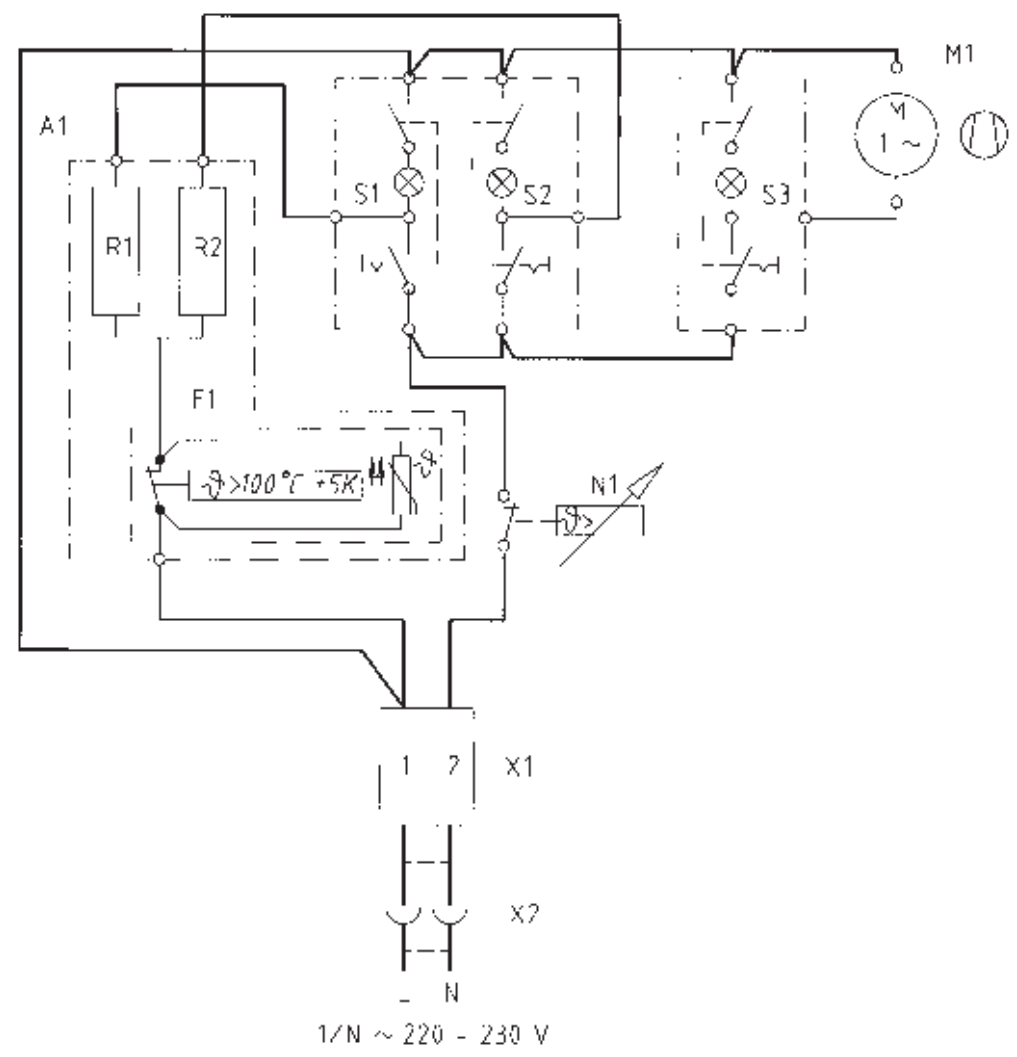 M1
A1
M
1 ~
S1
S2
S3
R1
R2
F1
ϑ>100°C +5K
ϑ
N1
ϑ>
1 2
X1
X2
N
1/N ~ 220 - 230 V